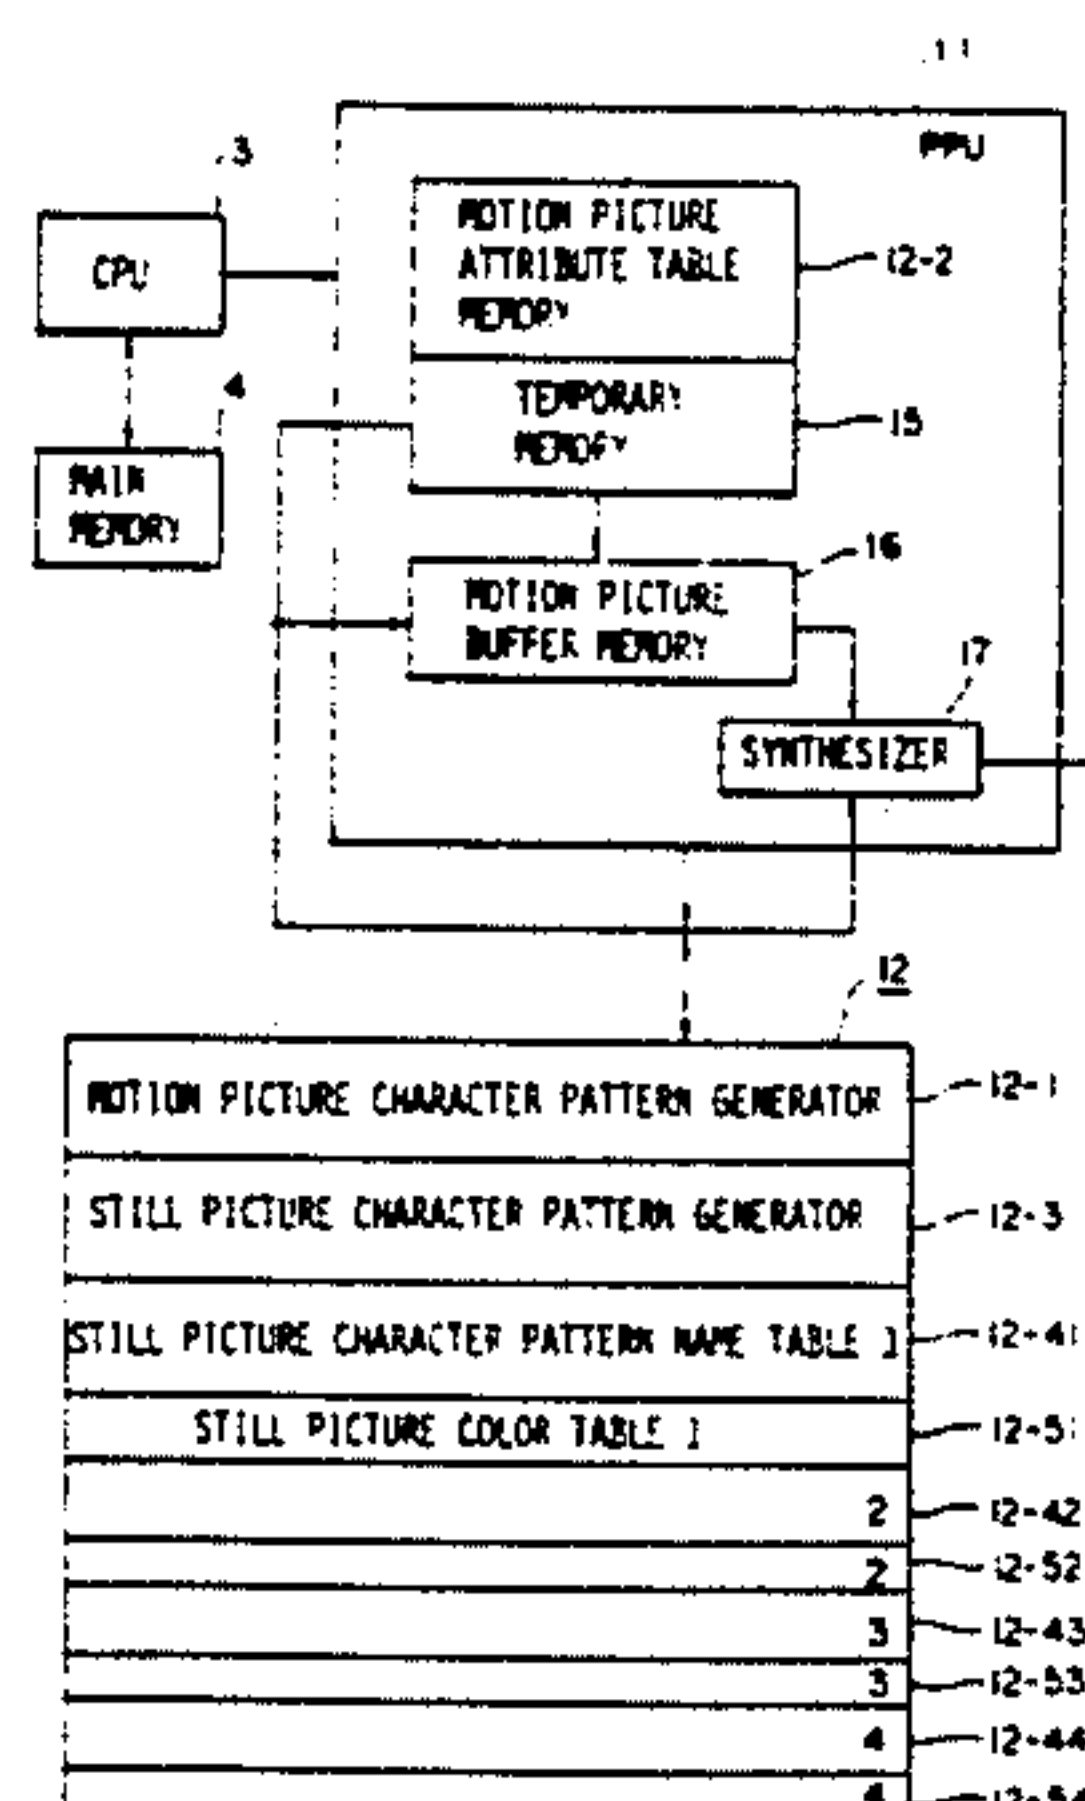 11
PPU
3
CPU
MOTION PICTURE
ATTRIBUTE TABLE
MEMORY
12-2
4
MAIN
MEMORY
TEMPORARY
MEMORY
15
16
MOTION PICTURE
BUFFER MEMORY
17
SYNTHESIZER
12
MOTION PICTURE CHARACTER PATTERN GENERATOR
12-1
STILL PICTURE CHARACTER PATTERN GENERATOR
12-3
STILL PICTURE CHARACTER PATTERN NAME TABLE 1
12-41
STILL PICTURE COLOR TABLE 1
12-51
2
12-42
2
12-52
3
12-43
3
12-53
4
12-44
4
12-54